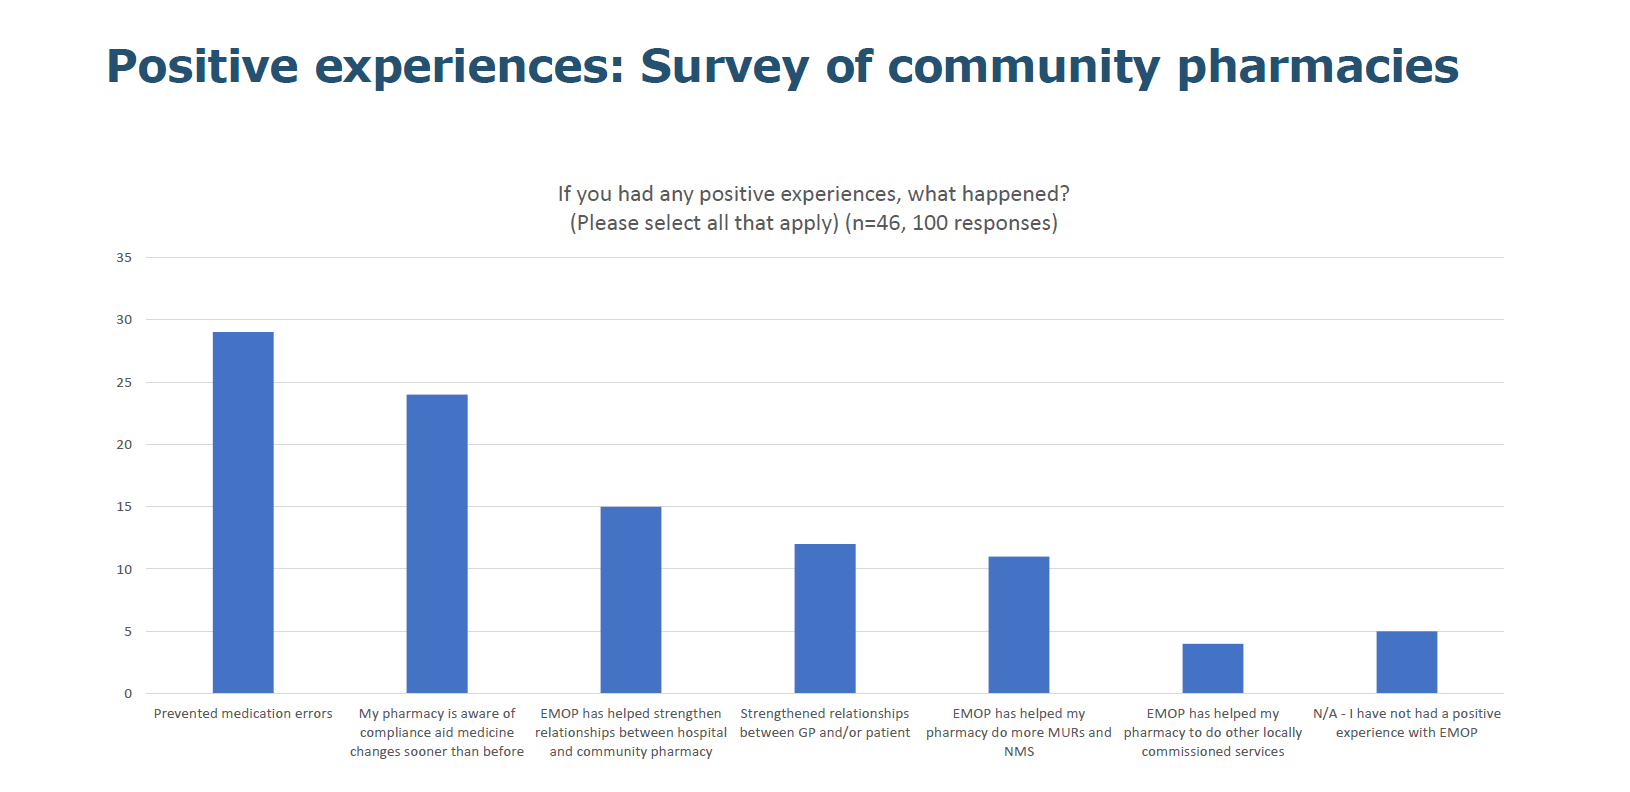 Positive experiences: Survey of community pharmacies
If you had any positive experiences, what happened?
(Please select all that apply) (n=46, 100 responses)
35
30
25
20
15
10
5
0
Prevented medication errors
My pharmacy is aware of
compliance aid medicine
changes sooner than before
EMOP has helped strengthen
relationships between hospital
and community pharmacy
Strengthened relationships
between GP and/or patient
EMOP has helped my
pharmacy do more MURs and
NMS
EMOP has helped my
pharmacy to do other locally
commissioned services
N/A - I have not had a positive
experience with EMOP